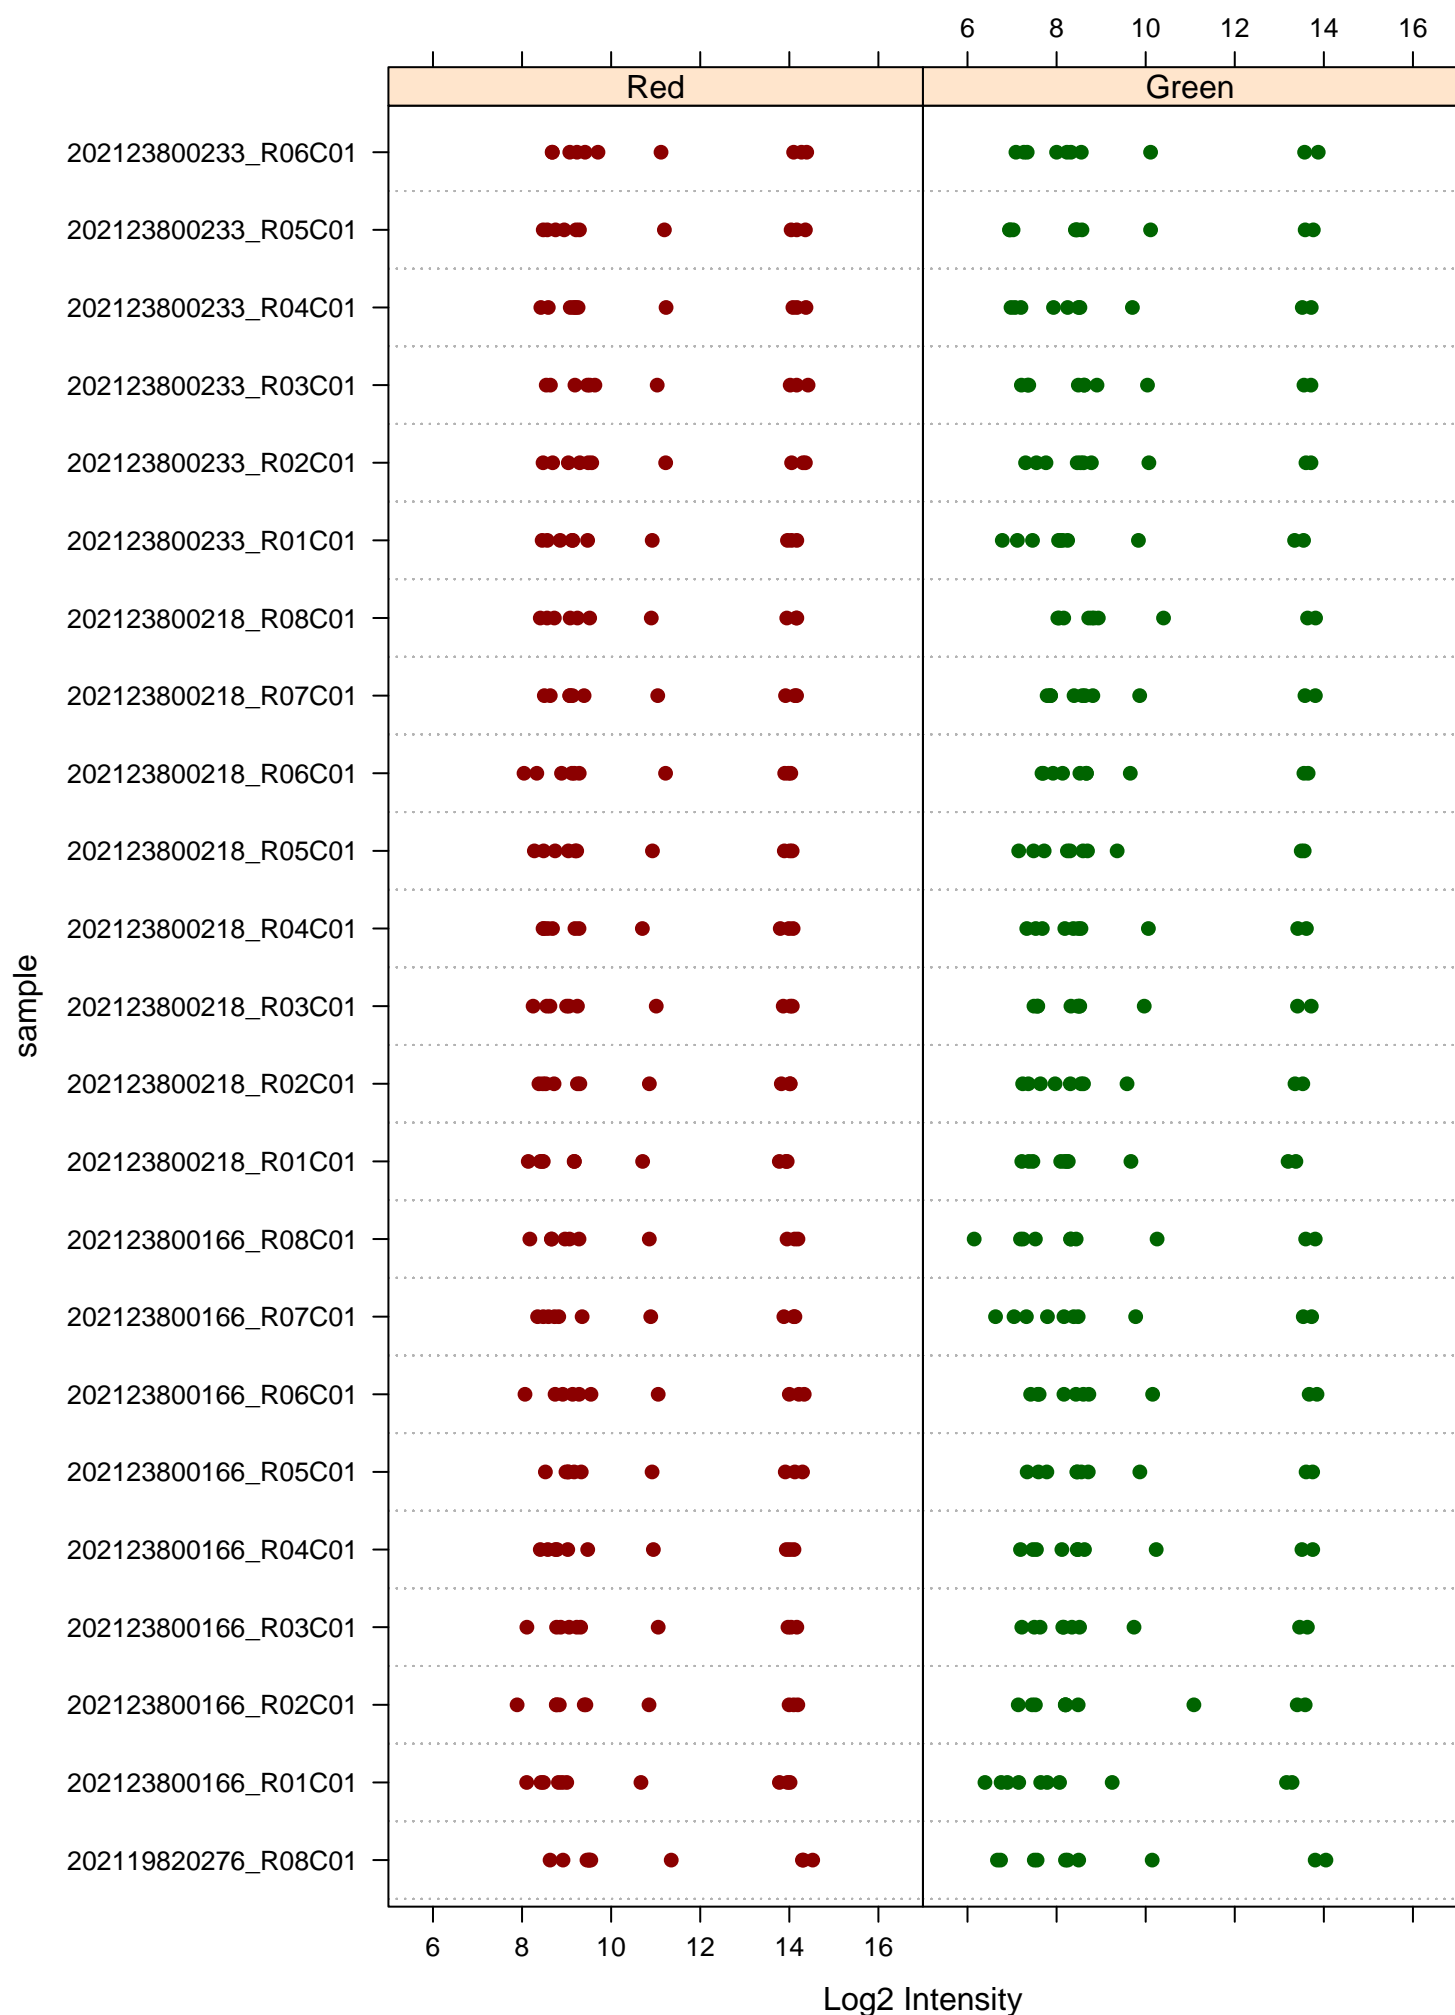 6 8 10 12 14 16
Red Green
202123800233_R06C01
202123800233_R05C01
202123800233_R04C01
202123800233_R03C01
202123800233_R02C01
202123800233_R01C01
202123800218_R08C01
202123800218_R07C01
202123800218_R06C01
202123800218_R05C01
202123800218_R04C01
202123800218_R03C01
202123800218_R02C01
202123800218_R01C01
202123800166_R08C01
202123800166_R07C01
202123800166_R06C01
202123800166_R05C01
202123800166_R04C01
202123800166_R03C01
202123800166_R02C01
202123800166_R01C01
202119820276_R08C01
sample
6 8 10 12 14 16
Log2 Intensity